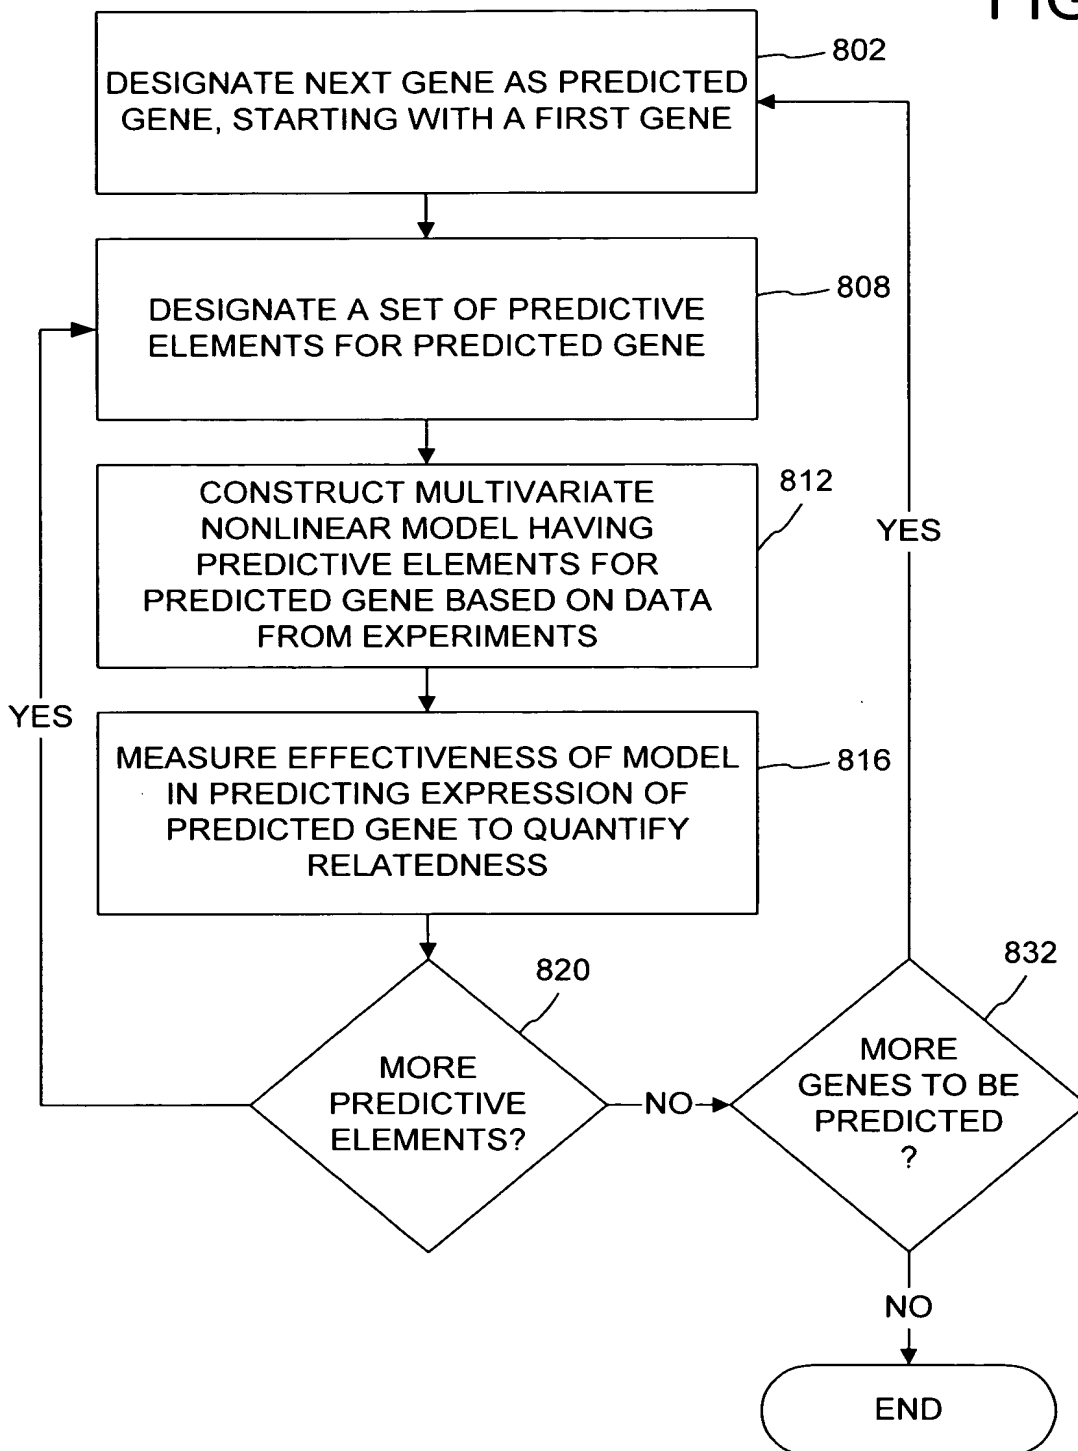 FIG
802
DESIGNATE NEXT GENE AS PREDICTED
GENE, STARTING WITH A FIRST GENE
808
DESIGNATE A SET OF PREDICTIVE
ELEMENTS FOR PREDICTED GENE
812
CONSTRUCT MULTIVARIATE
NONLINEAR MODEL HAVING
PREDICTIVE ELEMENTS FOR
PREDICTED GENE BASED ON DATA
FROM EXPERIMENTS
YES
YES
816
MEASURE EFFECTIVENESS OF MODEL
IN PREDICTING EXPRESSION OF
PREDICTED GENE TO QUANTIFY
RELATEDNESS
820
MORE
PREDICTIVE
ELEMENTS?
NO
832
MORE
GENES TO BE
PREDICTED
?
NO
END